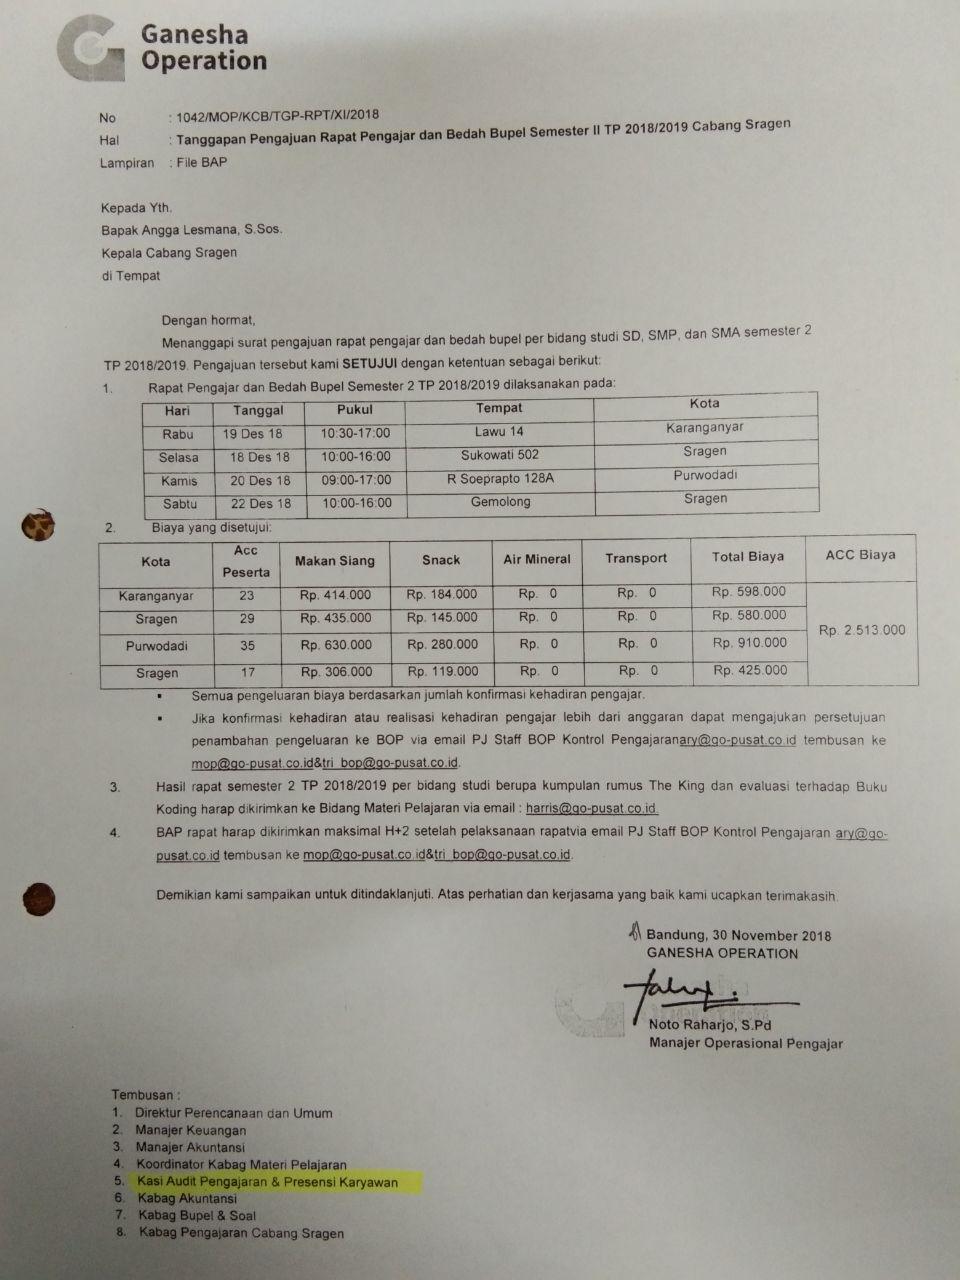 Ganesha
Operation
No : 1042/MOP/KCB/TGP-RPT/XI/2018
Hal : Tanggapan Pengajuan Rapat Pengajar dan Bedah Bupel Semester II TP 2018/2019 Cabang Sragen
Lampiran : File BAP
Kepada Yth.
Bapak Angga Lesmana, S.Sos.
Kepala Cabang Sragen
di Tempat
Dengan hormat,
Menanggapi surat pengajuan rapat pengajar dan bedah bupel per bidang studi SD, SMP, dan SMA semester 2
TP 2018/2019. Pengajuan tersebut kami SETUJUI dengan ketentuan sebagai berikut:
1. Rapat Pengajar dan Bedah Bupel Semester 2 TP 2018/2019 dilaksanakan pada:
Hari Tanggal Pukul Tempat Kota
Rabu 19 Des 18 10:30-17:00 Lawu 14 Karanganyar
Selasa 18 Des 18 10:00-16:00 Sukowati 502 Sragen
Kamis 20 Des 18 09:00-17:00 R Soeprapto 128A Purwodadi
Sabtu 22 Des 18 10:00-16:00 Gemolong Sragen
2. Biaya yang disetujui:
Kota Acc Peserta Makan Siang Snack Air Mineral Transport Total Biaya ACC Biaya
Karanganyar 23 Rp. 414.000 Rp. 184.000 Rp. 0 Rp. 0 Rp. 598.000
Sragen 29 Rp. 435.000 Rp. 145.000 Rp. 0 Rp. 0 Rp. 580.000
Rp. 2.513.000
Purwodadi 35 Rp. 630.000 Rp. 280.000 Rp. 0 Rp. 0 Rp. 910.000
Sragen 17 Rp. 306.000 Rp. 119.000 Rp. 0 Rp. 0 Rp. 425.000
▪ Semua pengeluaran biaya berdasarkan jumlah konfirmasi kehadiran pengajar.
▪ Jika konfirmasi kehadiran atau realisasi kehadiran pengajar lebih dari anggaran dapat mengajukan persetujuan
penambahan pengeluaran ke BOP via email PJ Staff BOP Kontrol Pengajaranary@go-pusat.co.id tembusan ke
mop@go-pusat.co.id&tri_bop@go-pusat.co.id.
3. Hasil rapat semester 2 TP 2018/2019 per bidang studi berupa kumpulan rumus The King dan evaluasi terhadap Buku
Koding harap dikirimkan ke Bidang Materi Pelajaran via email : harris@go-pusat.co.id.
4. BAP rapat harap dikirimkan maksimal H+2 setelah pelaksanaan rapatvia email PJ Staff BOP Kontrol Pengajaran ary@go-
pusat.co.id tembusan ke mop@go-pusat.co.id&tri_bop@go-pusat.co.id.
Demikian kami sampaikan untuk ditindaklanjuti. Atas perhatian dan kerjasama yang baik kami ucapkan terimakasih.
Bandung, 30 November 2018
GANESHA OPERATION
Noto Raharjo, S.Pd
Manajer Operasional Pengajar
Tembusan :
1. Direktur Perencanaan dan Umum
2. Manajer Keuangan
3. Manajer Akuntansi
4. Koordinator Kabag Materi Pelajaran
5. Kasi Audit Pengajaran & Presensi Karyawan
6. Kabag Akuntansi
7. Kabag Bupel & Soal
8. Kabag Pengajaran Cabang Sragen